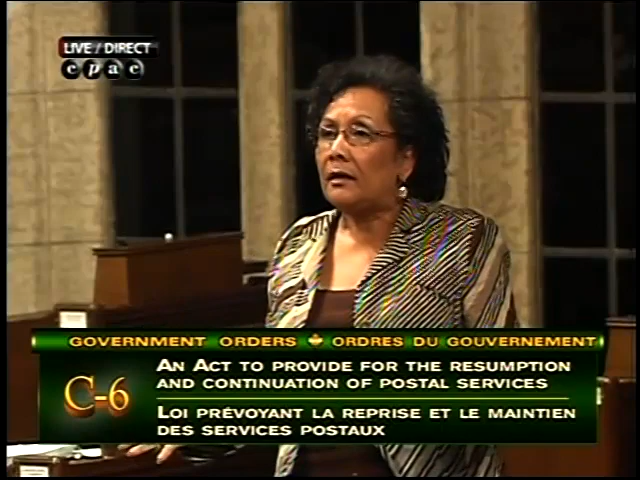 LIVE / DIRECT
cpac
GOVERNMENT ORDERS ORDRES DU GOUVERNEMENT
C-6
AN ACT TO PROVIDE FOR THE RESUMPTION
AND CONTINUATION OF POSTAL SERVICES
LOI PRÉVOYANT LA REPRISE ET LE MAINTIEN
DES SERVICES POSTAUX